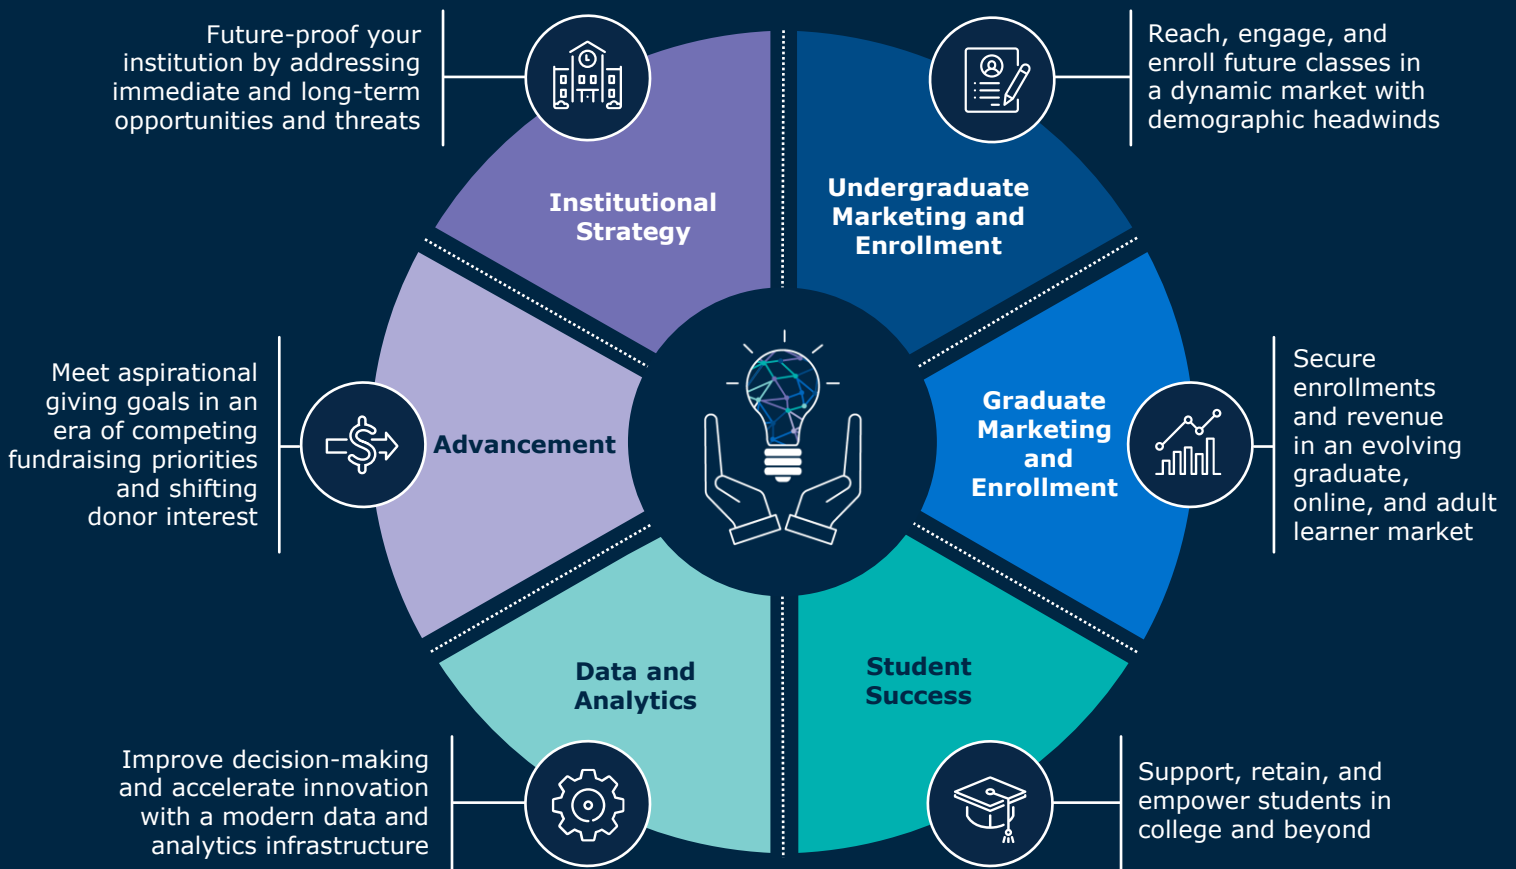 Future-proof your
institution by addressing
immediate and long-term
opportunities and threats
Institutional
Strategy
Reach, engage, and
enroll future classes in
a dynamic market with
demographic headwinds
Undergraduate
Marketing and
Enrollment
Meet aspirational
giving goals in an
era of competing
fundraising priorities
and shifting
donor interest
Advancement
Graduate
Marketing
and
Enrollment
Secure
enrollments
and revenue
in an evolving
graduate,
online, and adult
learner market
Data and
Analytics
Improve decision-making
and accelerate innovation
with a modern data and
analytics infrastructure
Student
Success
Support, retain, and
empower students in
college and beyond